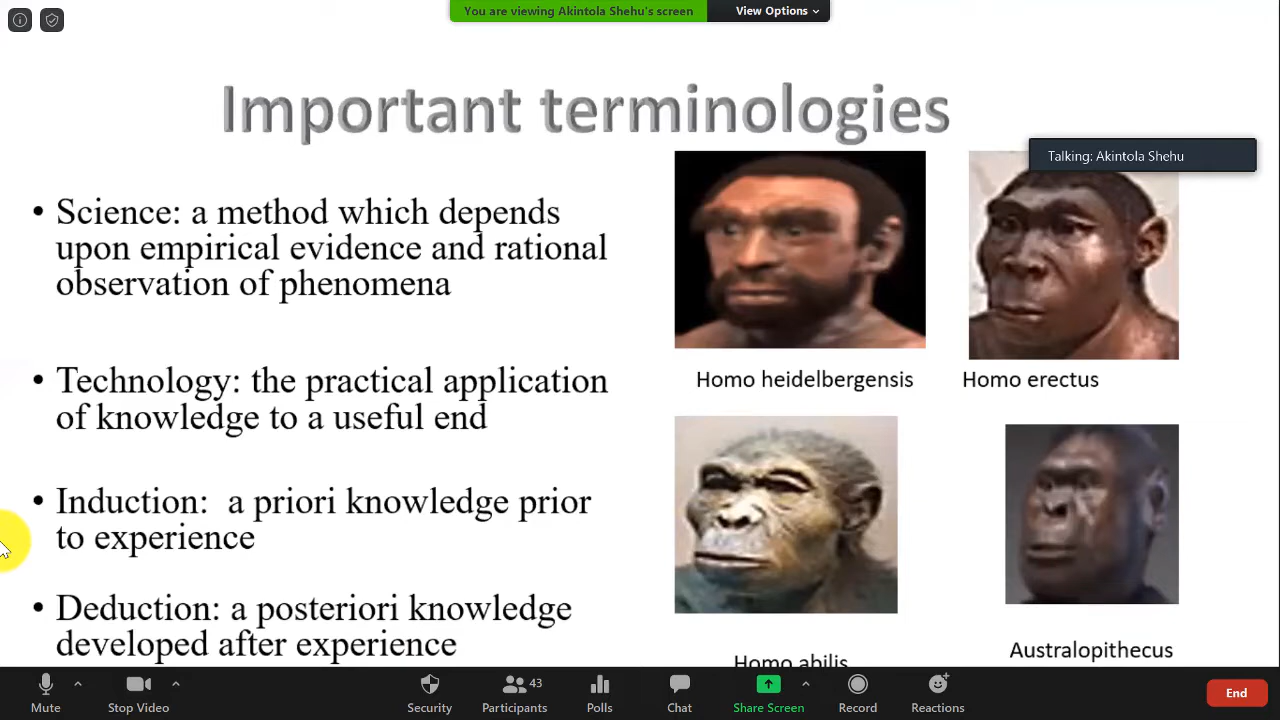 You are viewing Akintola Shehu's screen
View Options
Important terminologies
Talking: Akintola Shehu
• Science: a method which depends
upon empirical evidence and rational
observation of phenomena
• Technology: the practical application
of knowledge to a useful end
• Induction: a priori knowledge prior
to experience
• Deduction: a posteriori knowledge
developed after experience
Homo heidelbergensis
Homo erectus
Homo abilis
Australopithecus
Mute
Stop Video
Security
Participants
43
Polls
Chat
Share Screen
Record
Reactions
End